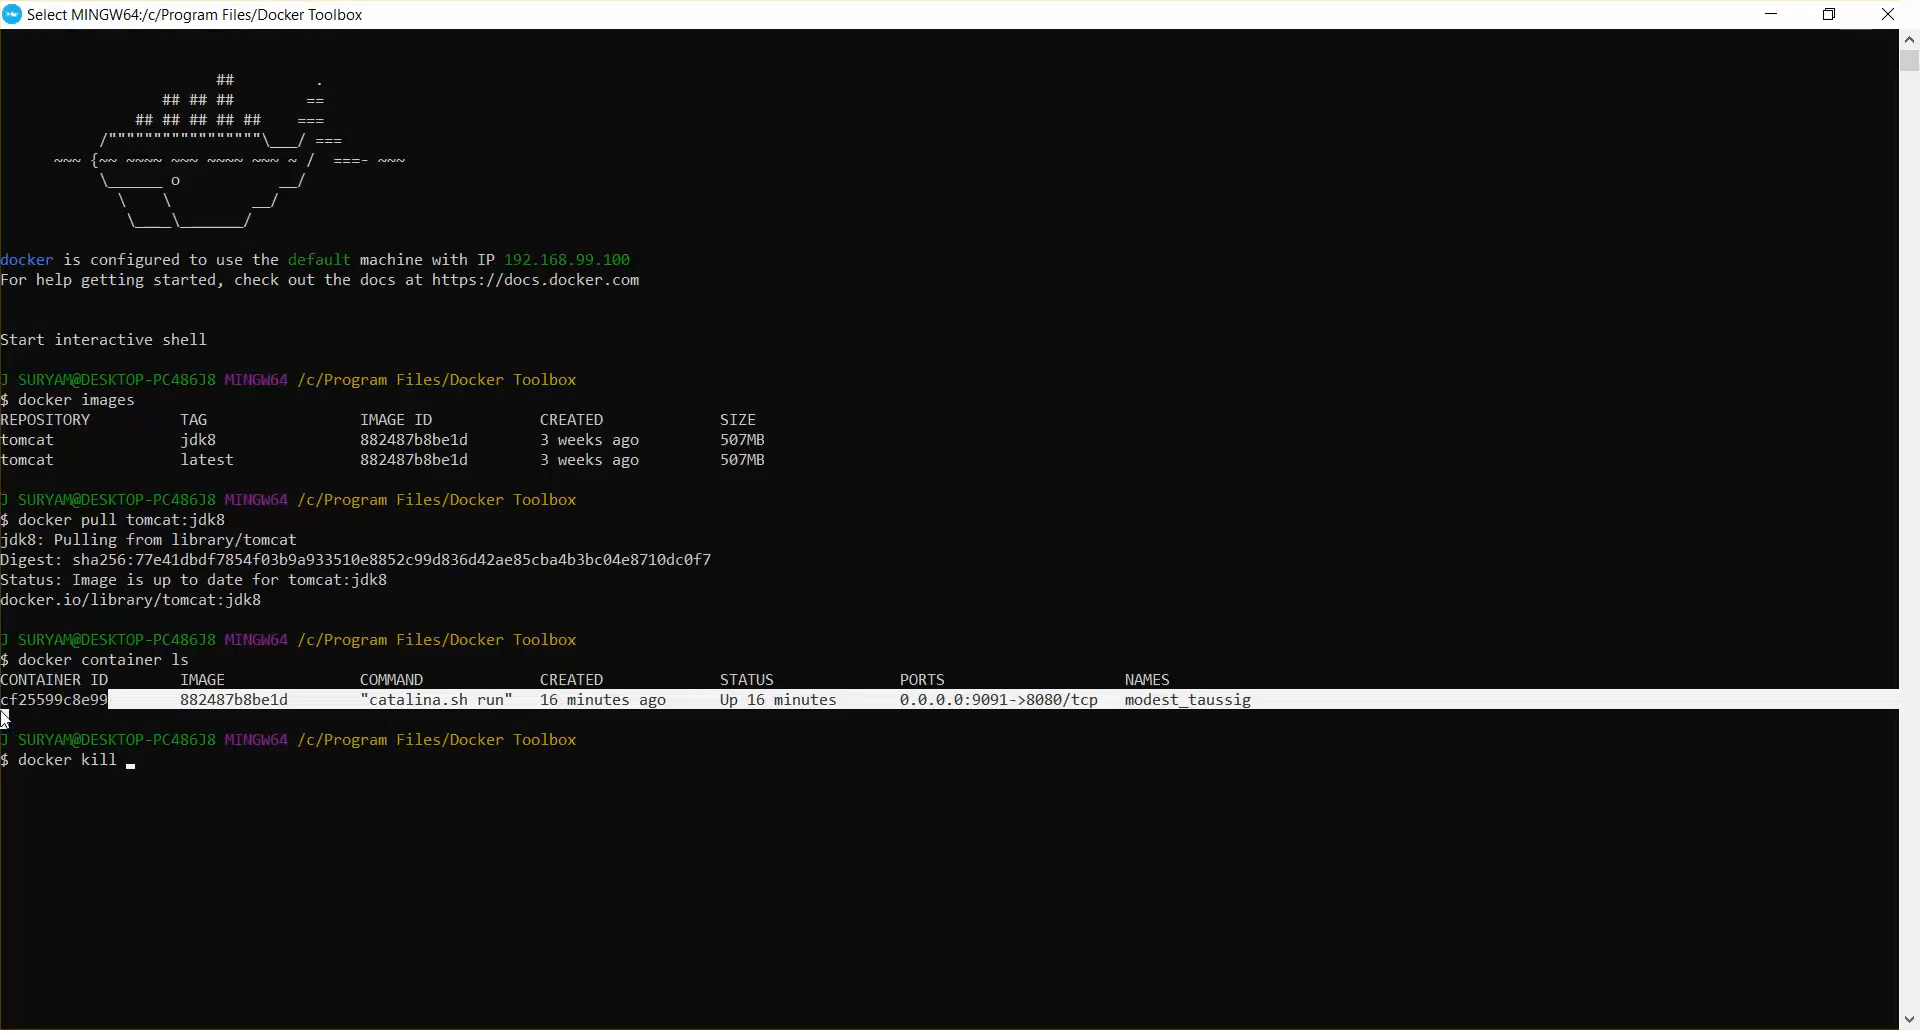 Select MINGW64:/c/Program Files/Docker Toolbox
##         .
## ## ##        ==
## ## ## ## ##    ===
/"""""""""""""""""\___/ ===
~~~ {~~ ~~~~ ~~~ ~~~~ ~~~ ~ /  ===- ~~~
\______ o           __/
\    \         __/
\____\_______/
docker is configured to use the default machine with IP 192.168.99.100
For help getting started, check out the docs at https://docs.docker.com
Start interactive shell
J SURYAM@DESKTOP-PC486J8 MINGW64 /c/Program Files/Docker Toolbox
$ docker images
REPOSITORY          TAG                 IMAGE ID            CREATED             SIZE
tomcat              jdk8                882487b8be1d        3 weeks ago         507MB
tomcat              latest              882487b8be1d        3 weeks ago         507MB
J SURYAM@DESKTOP-PC486J8 MINGW64 /c/Program Files/Docker Toolbox
$ docker pull tomcat:jdk8
jdk8: Pulling from library/tomcat
Digest: sha256:77e41dbdf7854f03b9a933510e8852c99d836d42ae85cba4b3bc04e8710dc0f7
Status: Image is up to date for tomcat:jdk8
docker.io/library/tomcat:jdk8
J SURYAM@DESKTOP-PC486J8 MINGW64 /c/Program Files/Docker Toolbox
$ docker container ls
CONTAINER ID        IMAGE               COMMAND             CREATED             STATUS              PORTS                    NAMES
cf25599c8e99        882487b8be1d        "catalina.sh run"   16 minutes ago      Up 16 minutes       0.0.0.0:9091->8080/tcp   modest_taussig
J SURYAM@DESKTOP-PC486J8 MINGW64 /c/Program Files/Docker Toolbox
$ docker kill